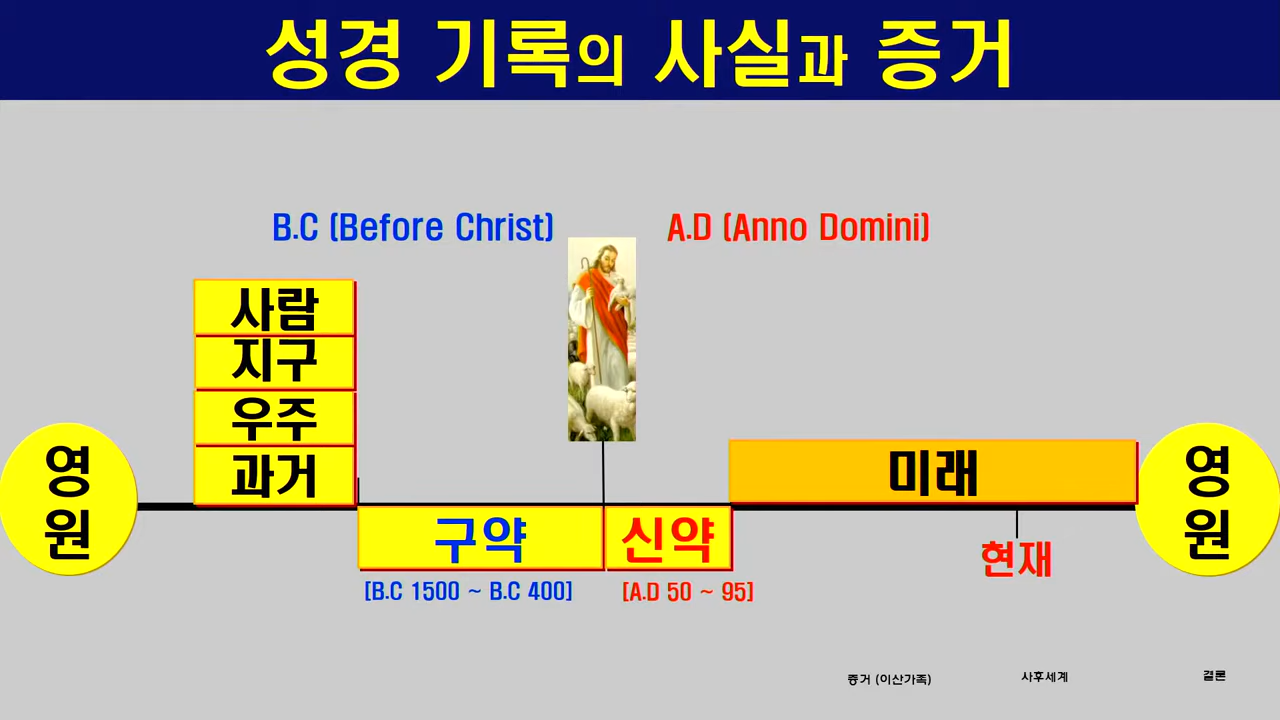 성경 기록의 사실과 증거
B.C (Before Christ)
A.D (Anno Domini)
사람
지구
우주
과거
영원
미래
영원
구약
신약
현재
[B.C 1500 ~ B.C 400]
[A.D 50 ~ 95]
증거 (이산가족)
사후세계
결론